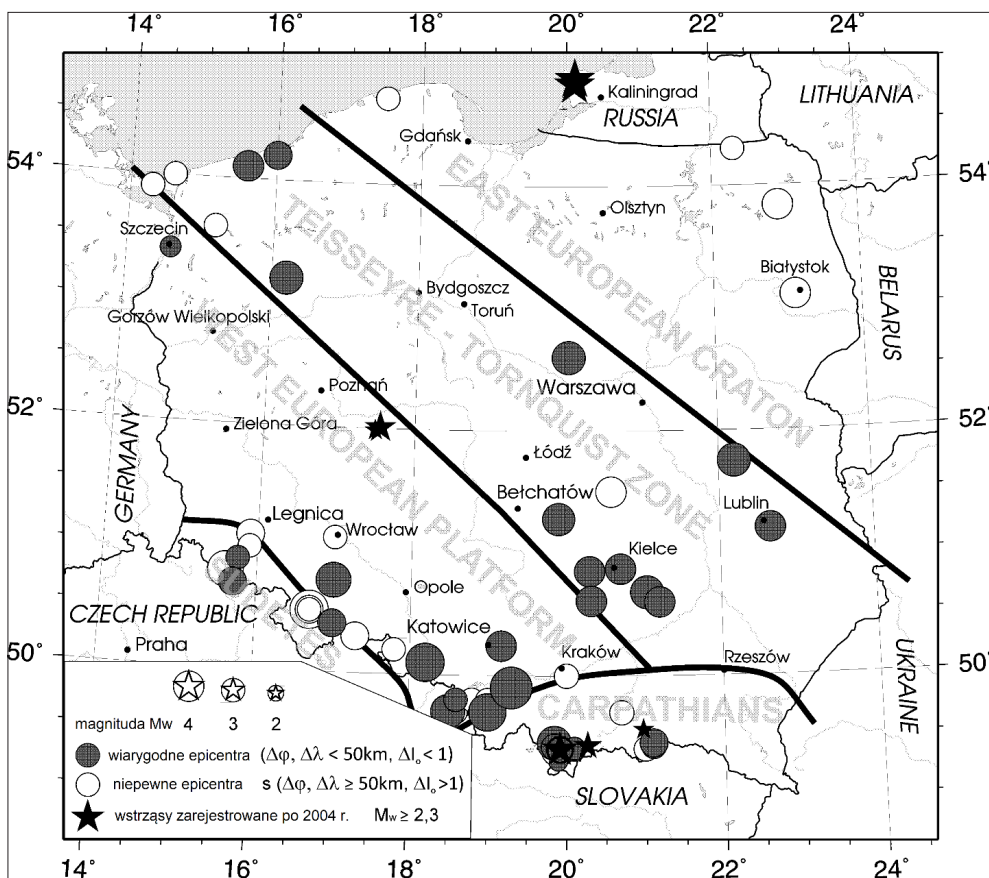 14˚ 16˚ 18˚ 20˚ 22˚ 24˚
Kaliningrad
LITHUANIA
RUSSIA
Gdańsk
54˚ 54˚
EAST EUROPEAN CRATON
TEISSEYRE - TORNQUIST ZONE
WEST EUROPEAN PLATFORM
Olsztyn
Szczecin
Białystok
BELARUS
Bydgoszcz
Toruń
Gorzów Wielkopolski
Warszawa
Poznań
52˚ 52˚
Zielona Góra
Łódź
GERMANY
Bełchatów
Lublin
Legnica
Wrocław
Kielce
SUDETES
Opole
CZECH REPUBLIC
Katowice
UKRAINE
Praha
50˚ 50˚
Kraków
Rzeszów
CARPATHIANS
magnituda Mw 4 3 2
wiarygodne epicentra (Δφ, Δλ < 50km, ΔIₒ< 1)
niepewne epicentra s (Δφ, Δλ ≥ 50km, ΔIₒ>1)
wstrząsy zarejestrowane po 2004 r. Mw ≥ 2,3
SLOVAKIA
14˚ 16˚ 18˚ 20˚ 22˚ 24˚